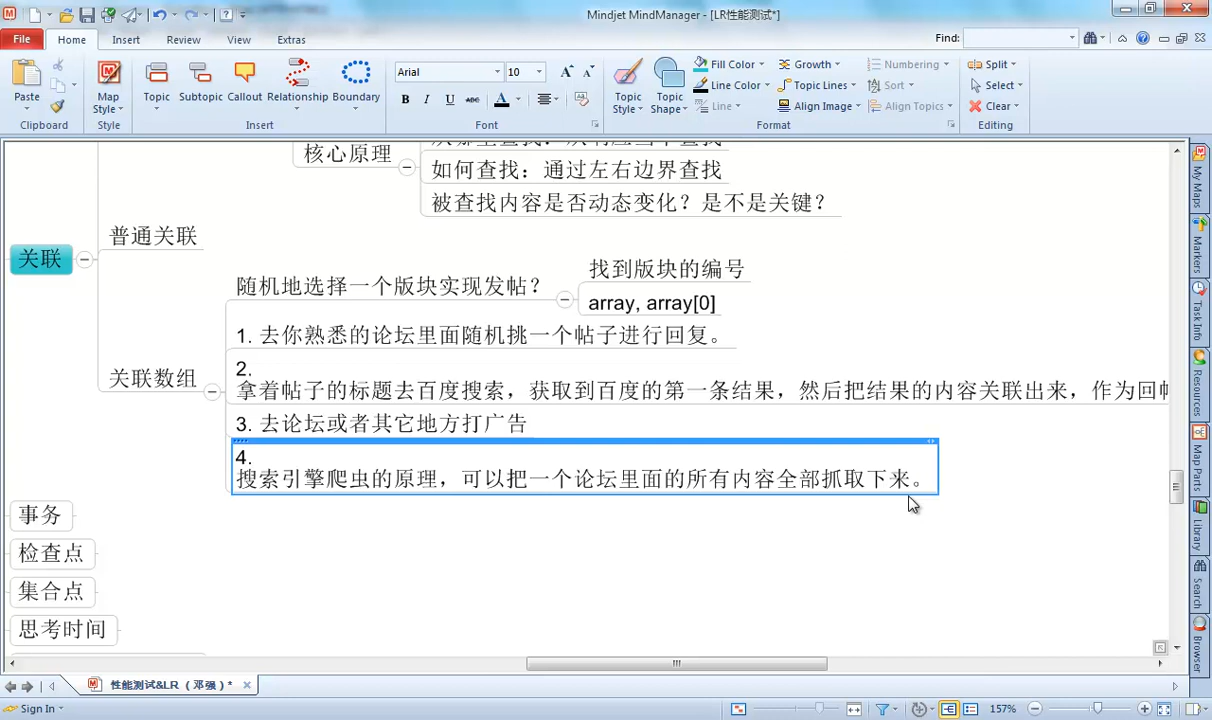 Mindjet MindManager - [LR性能测试*]
File Home Insert Review View Extras
Find:
Paste Map Style Topic Subtopic Callout Relationship Boundary
Arial 10
B I U abc A
Topic Style Topic Shape
Fill Color Growth Numbering
Line Color Topic Lines Sort
Line Align Image Align Topics
Split
Select
Clear
Clipboard Style Insert Font Format Editing
核心原理
如何查找：通过左右边界查找
被查找内容是否动态变化？是不是关键？
普通关联
关联
随机地选择一个版块实现发帖？
找到版块的编号
array, array[0]
1. 去你熟悉的论坛里面随机挑一个帖子进行回复。
关联数组
2.
拿着帖子的标题去百度搜索，获取到百度的第一条结果，然后把结果的内容关联出来，作为回帖
3. 去论坛或者其它地方打广告
4.
搜索引擎爬虫的原理，可以把一个论坛里面的所有内容全部抓取下来。
事务
检查点
集合点
思考时间
My Maps
Markers
Task Info
Resources
Map Parts
Library
Search
Browser
性能测试&LR （邓强）*
Sign In
157%